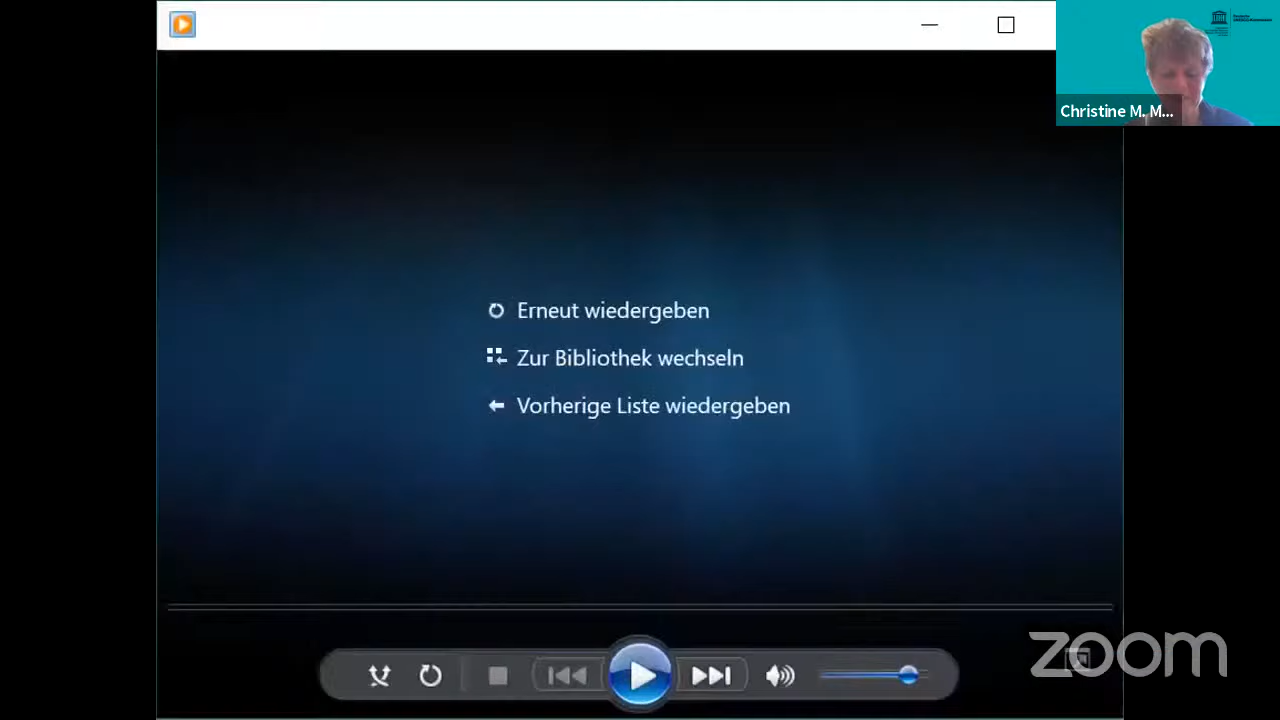 Christine M. M...
Erneut wiedergeben
Zur Bibliothek wechseln
Vorherige Liste wiedergeben
zoom